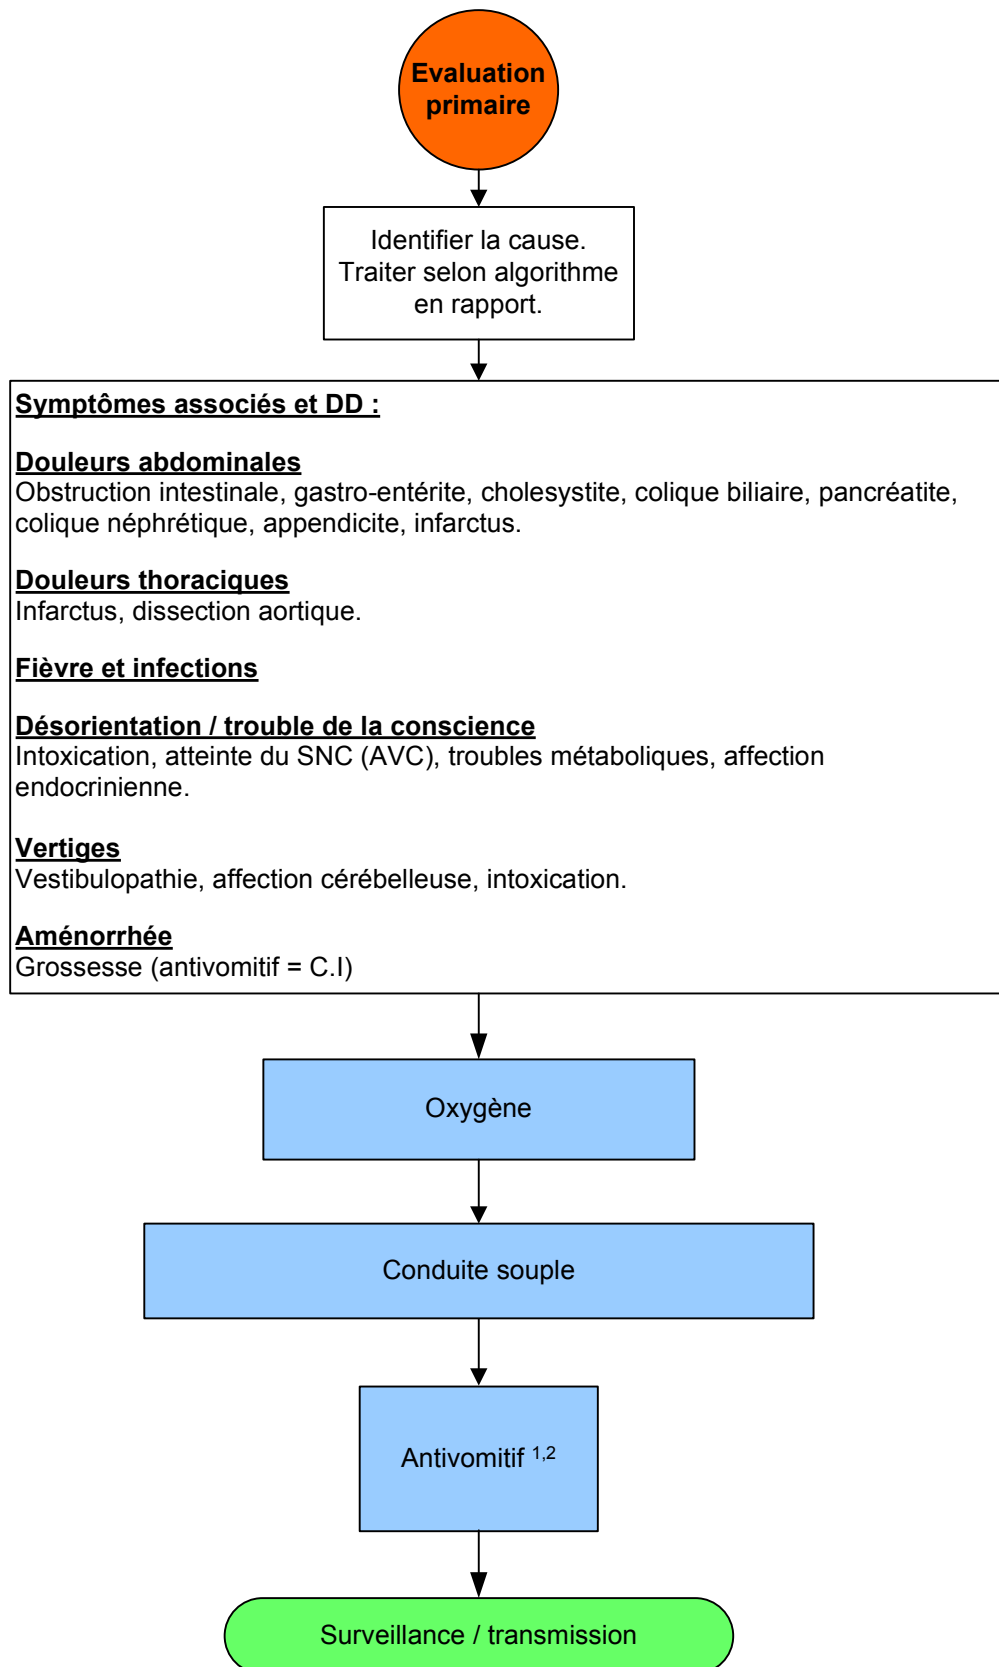 Evaluation
primaire
Identifier la cause.
Traiter selon algorithme
en rapport.
Symptômes associés et DD :
Douleurs abdominales
Obstruction intestinale, gastro-entérite, cholesystite, colique biliaire, pancréatite,
colique néphrétique, appendicite, infarctus.
Douleurs thoraciques
Infarctus, dissection aortique.
Fièvre et infections
Désorientation / trouble de la conscience
Intoxication, atteinte du SNC (AVC), troubles métaboliques, affection
endocrinienne.
Vertiges
Vestibulopathie, affection cérébelleuse, intoxication.
Aménorrhée
Grossesse (antivomitif = C.I)
Oxygène
Conduite souple
Antivomitif 1,2
Surveillance / transmission